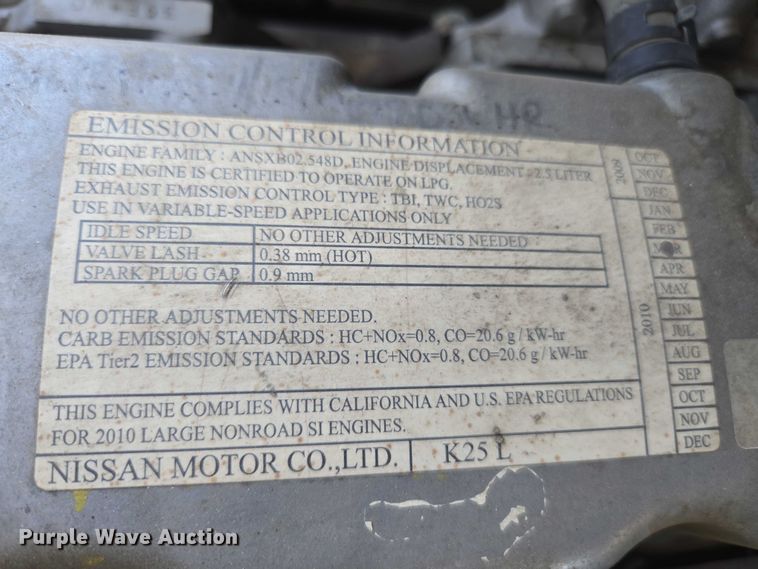 EMISSION CONTROL INFORMATION
ENGINE FAMILY : ANSXB02.548D, ENGINE DISPLACEMENT : 2.5 LITER
THIS ENGINE IS CERTIFIED TO OPERATE ON LPG.
EXHAUST EMISSION CONTROL TYPE : TBI, TWC, HO2S
USE IN VARIABLE-SPEED APPLICATIONS ONLY
IDLE SPEED NO OTHER ADJUSTMENTS NEEDED
VALVE LASH 0.38 mm (HOT)
SPARK PLUG GAP 0.9 mm
NO OTHER ADJUSTMENTS NEEDED.
CARB EMISSION STANDARDS : HC+NOx=0.8, CO=20.6 g / kW-hr
EPA Tier2 EMISSION STANDARDS : HC+NOx=0.8, CO=20.6 g / kW-hr
THIS ENGINE COMPLIES WITH CALIFORNIA AND U.S. EPA REGULATIONS
FOR 2010 LARGE NONROAD SI ENGINES.
NISSAN MOTOR CO.,LTD. K25 L
2009
OCT
NOV
DEC
2010
JAN
FEB
MAR
APR
MAY
JUN
JUL
AUG
SEP
OCT
NOV
DEC
Purple Wave Auction